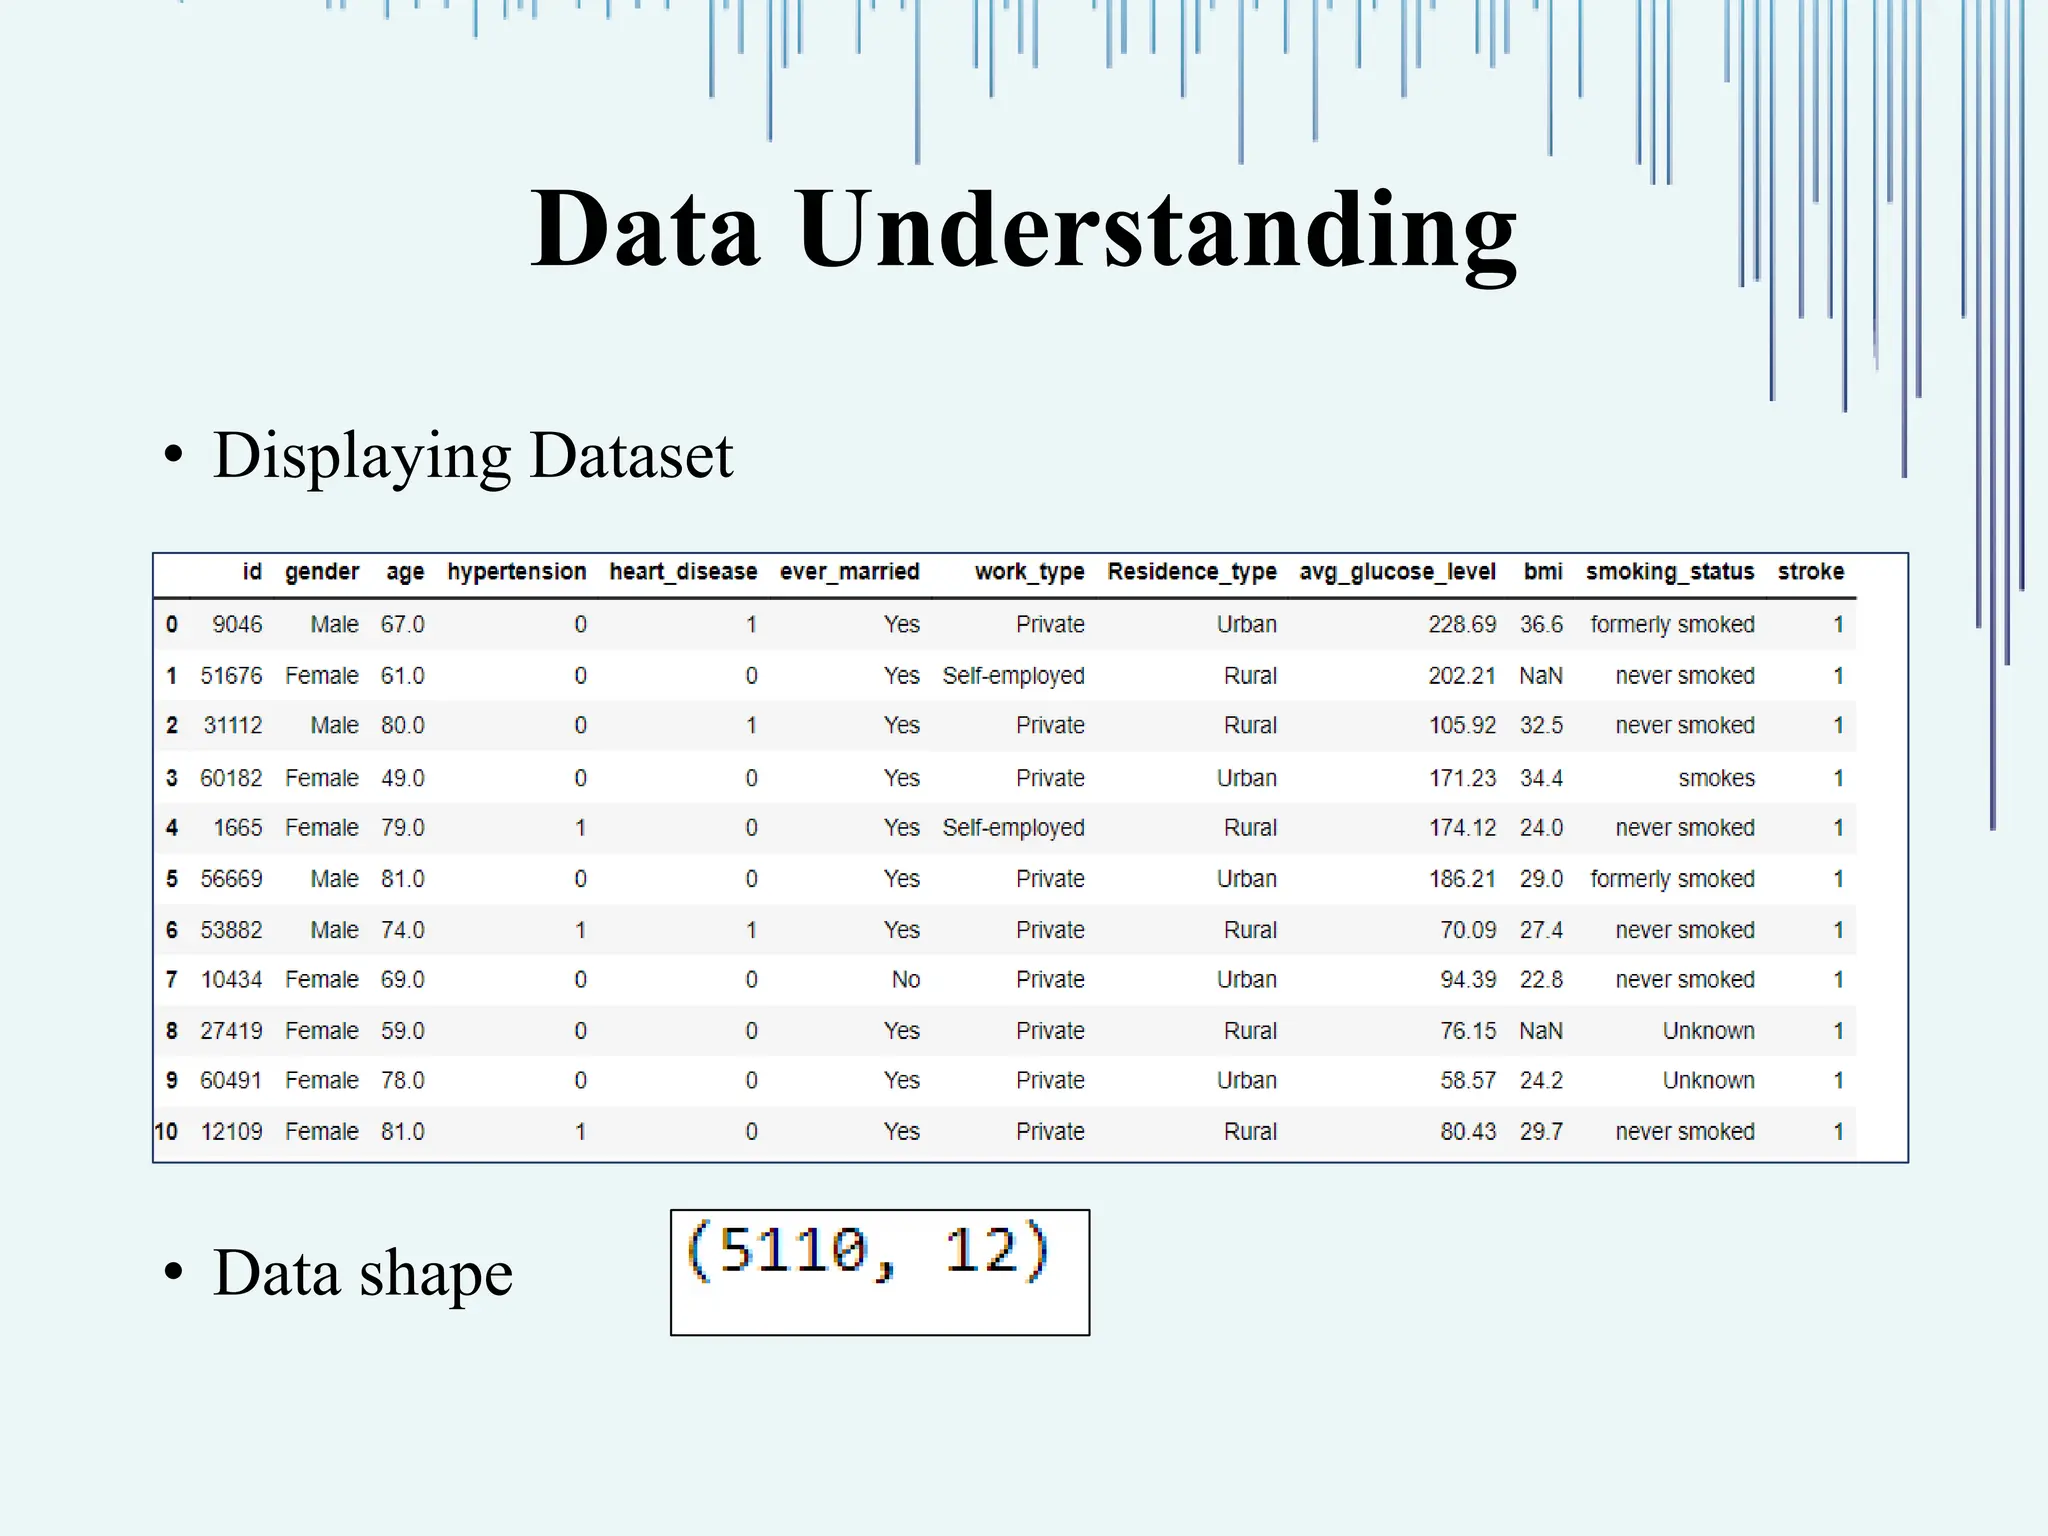 Data Understanding
• Displaying Dataset
id gender age hypertension heart_disease ever_married work_type Residence_type avg_glucose_level bmi smoking_status stroke
0 9046 Male 67.0 0 1 Yes Private Urban 228.69 36.6 formerly smoked 1
1 51676 Female 61.0 0 0 Yes Self-employed Rural 202.21 NaN never smoked 1
2 31112 Male 80.0 0 1 Yes Private Rural 105.92 32.5 never smoked 1
3 60182 Female 49.0 0 0 Yes Private Urban 171.23 34.4 smokes 1
4 1665 Female 79.0 1 0 Yes Self-employed Rural 174.12 24.0 never smoked 1
5 56669 Male 81.0 0 0 Yes Private Urban 186.21 29.0 formerly smoked 1
6 53882 Male 74.0 1 1 Yes Private Rural 70.09 27.4 never smoked 1
7 10434 Female 69.0 0 0 No Private Urban 94.39 22.8 never smoked 1
8 27419 Female 59.0 0 0 Yes Private Rural 76.15 NaN Unknown 1
9 60491 Female 78.0 0 0 Yes Private Urban 58.57 24.2 Unknown 1
10 12109 Female 81.0 1 0 Yes Private Rural 80.43 29.7 never smoked 1
• Data shape
(5110, 12)